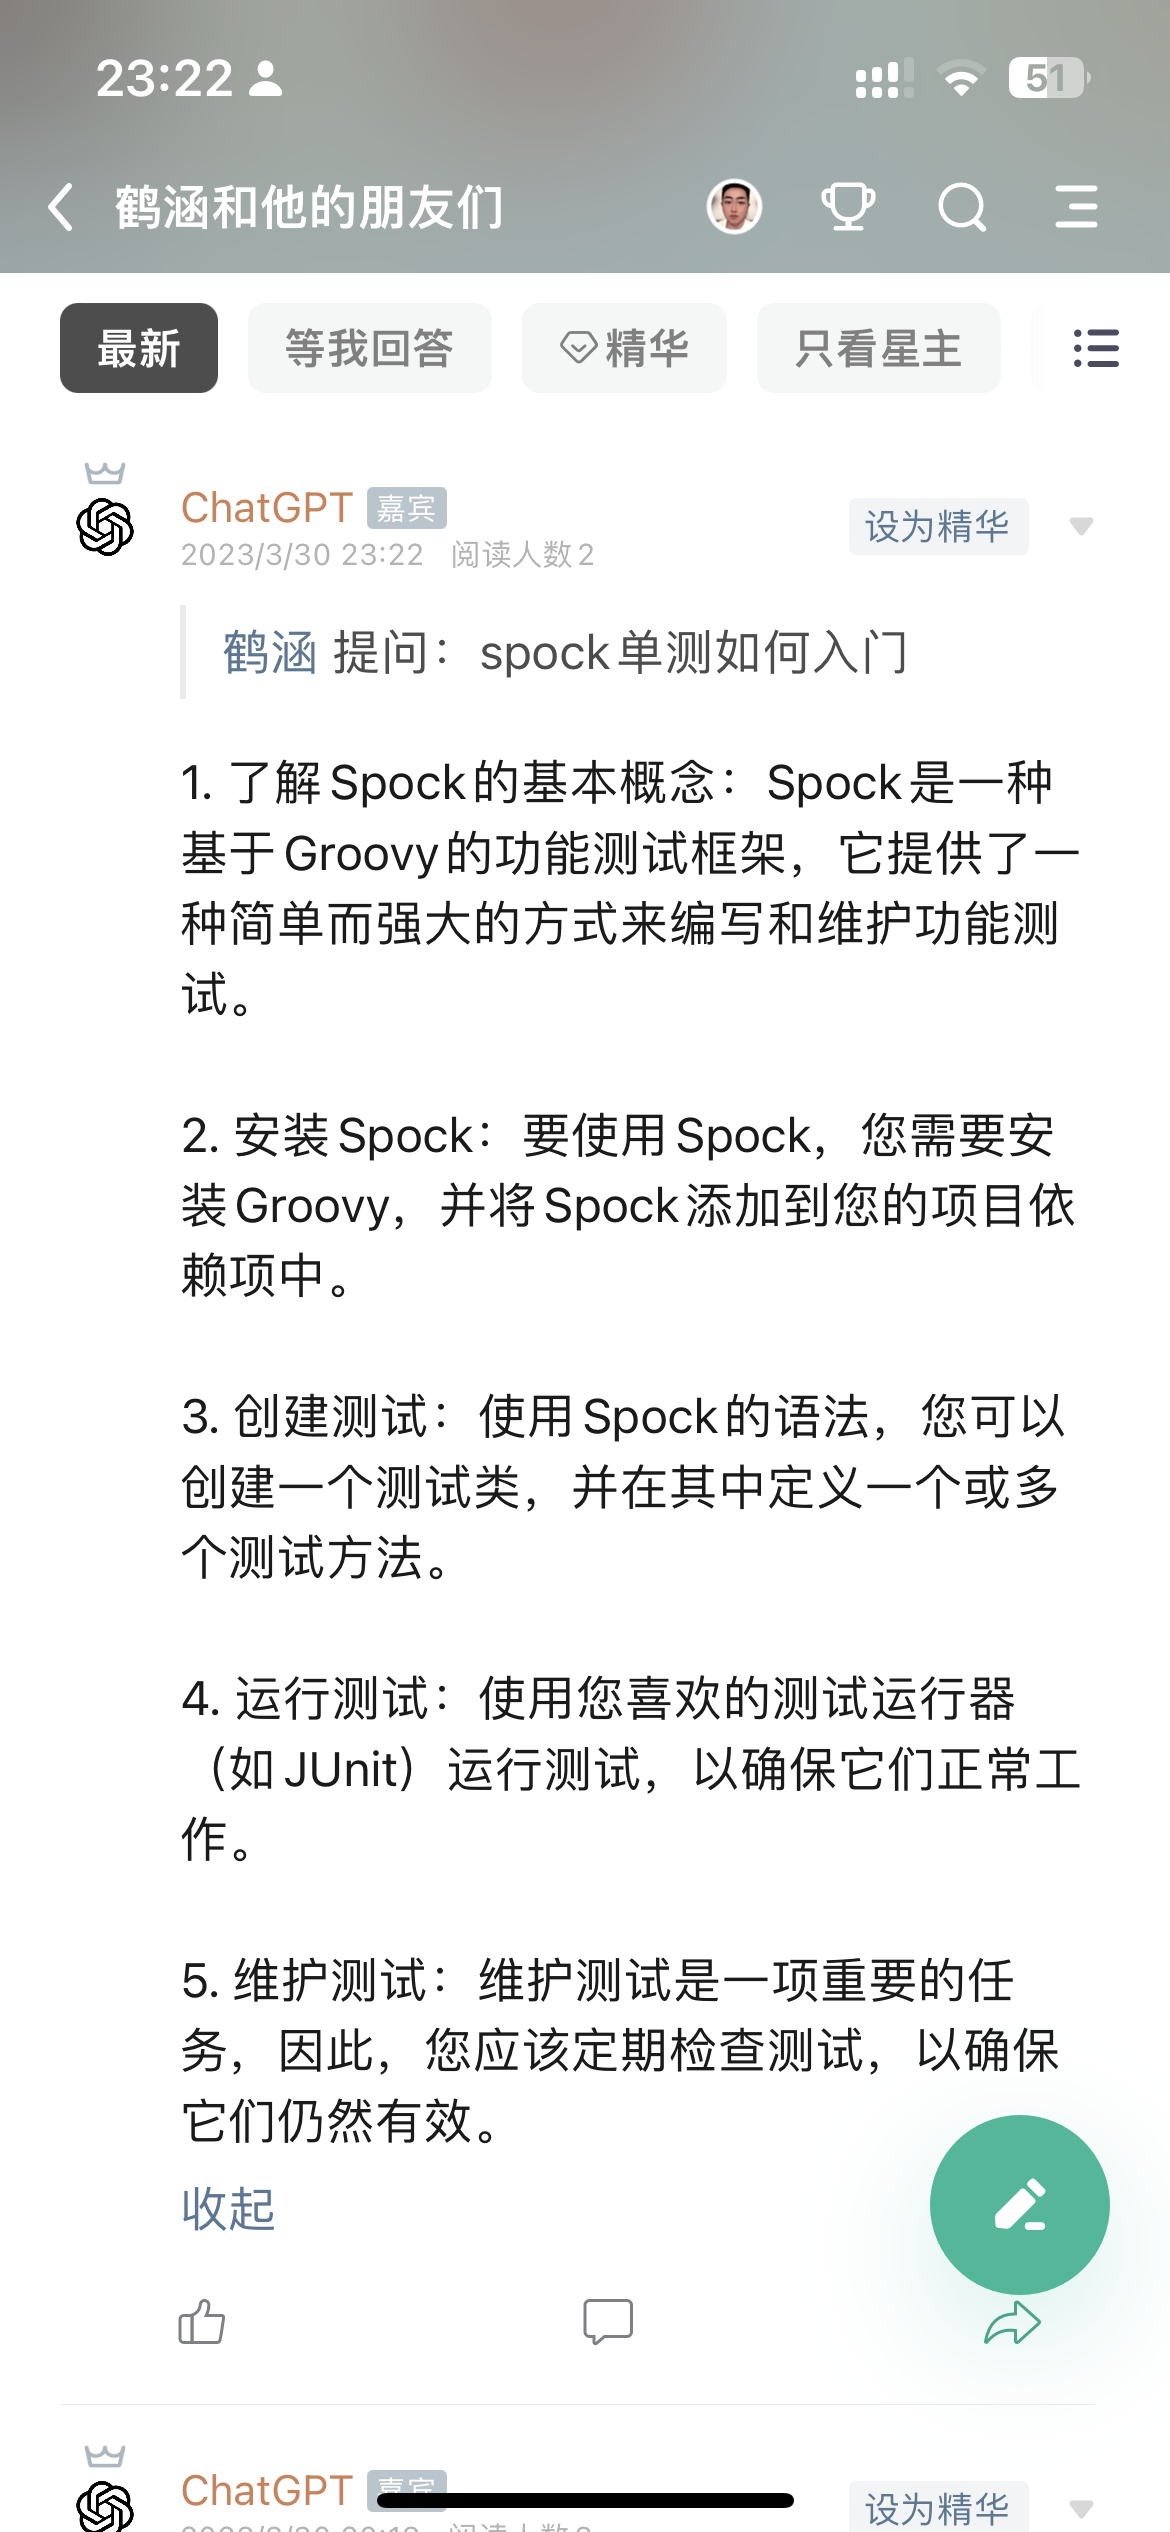 23:22
51
鹤涵和他的朋友们
最新
等我回答
精华
只看星主
ChatGPT 嘉宾
设为精华
2023/3/30 23:22 阅读人数2
鹤涵 提问：spock单测如何入门
1. 了解Spock的基本概念：Spock是一种
基于Groovy的功能测试框架，它提供了一
种简单而强大的方式来编写和维护功能测
试。
2. 安装Spock：要使用Spock，您需要安
装Groovy，并将Spock添加到您的项目依
赖项中。
3. 创建测试：使用Spock的语法，您可以
创建一个测试类，并在其中定义一个或多
个测试方法。
4. 运行测试：使用您喜欢的测试运行器
（如JUnit）运行测试，以确保它们正常工
作。
5. 维护测试：维护测试是一项重要的任
务，因此，您应该定期检查测试，以确保
它们仍然有效。
收起
ChatGPT 嘉宾
设为精华